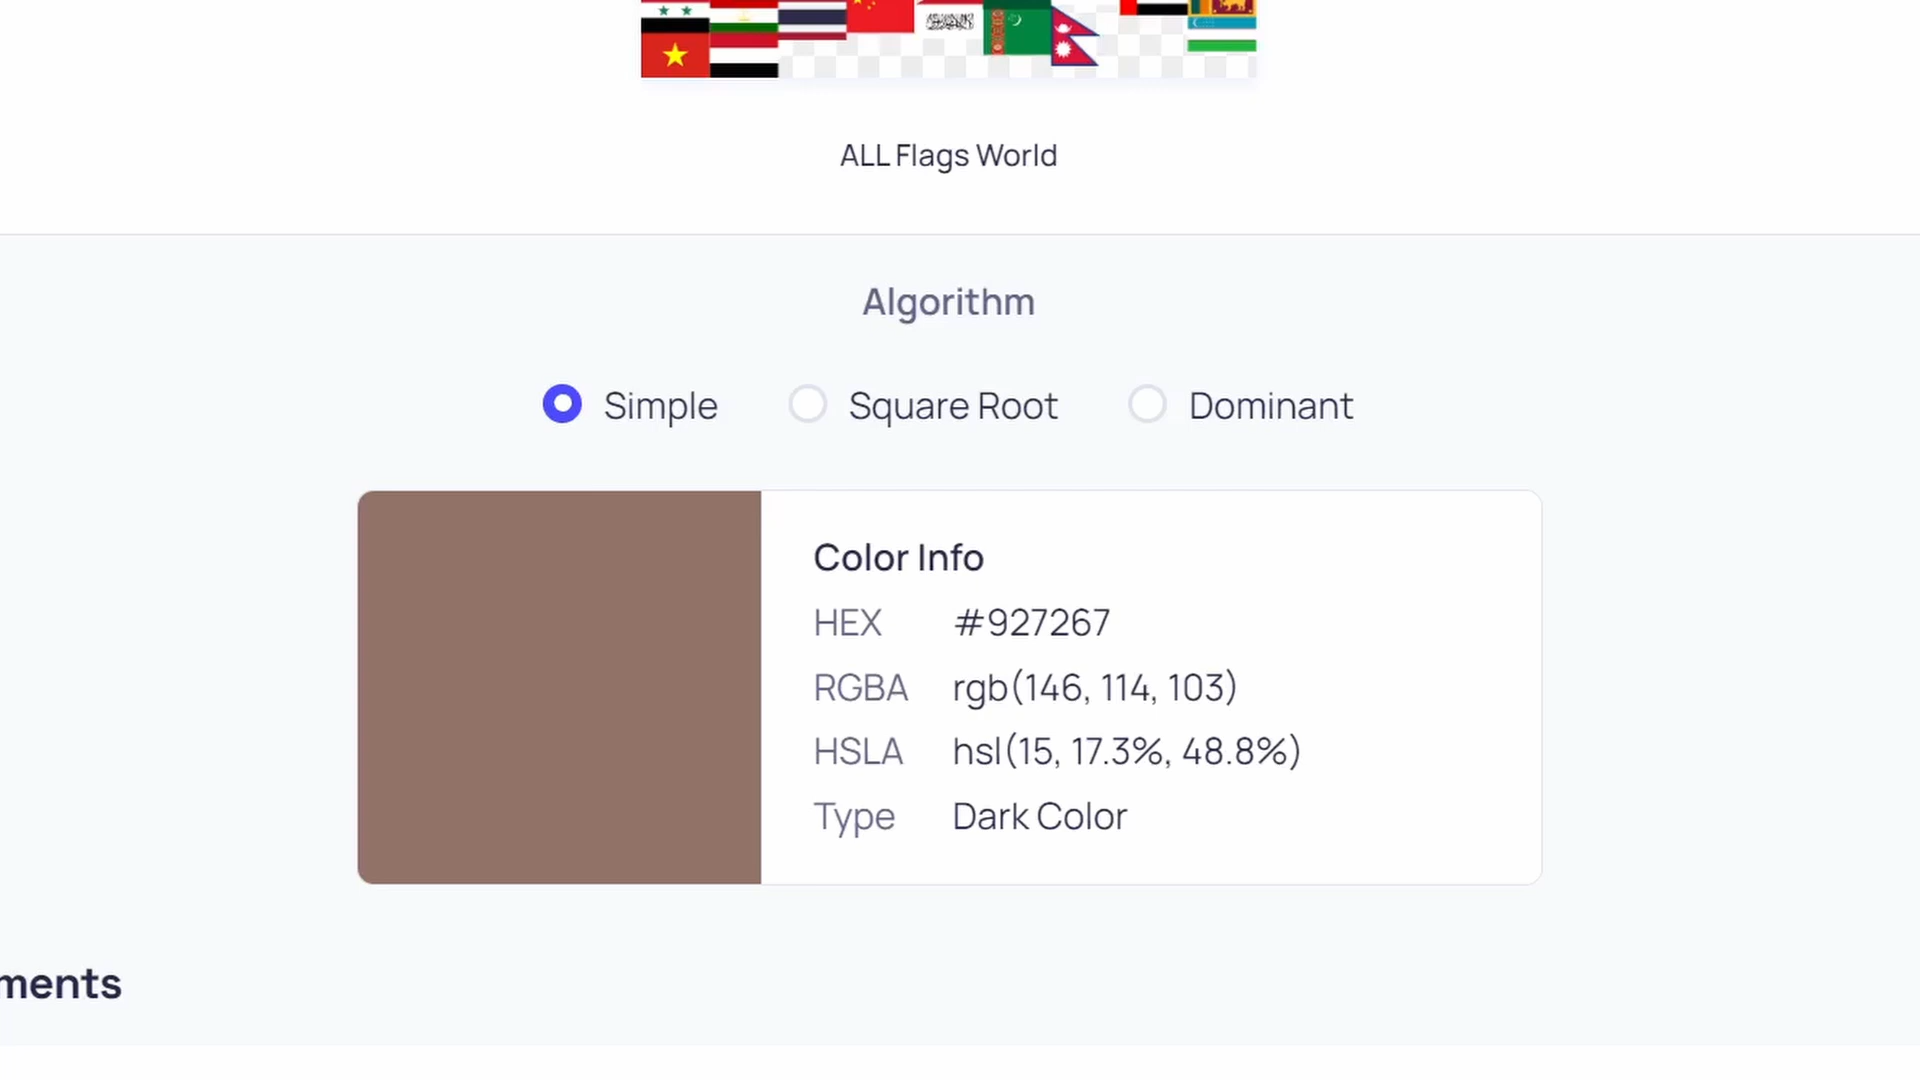 ALL Flags World
Algorithm
Simple
Square Root
Dominant
Color Info
HEX #927267
RGBA rgb(146, 114, 103)
HSLA hsl(15, 17.3%, 48.8%)
Type Dark Color
ments